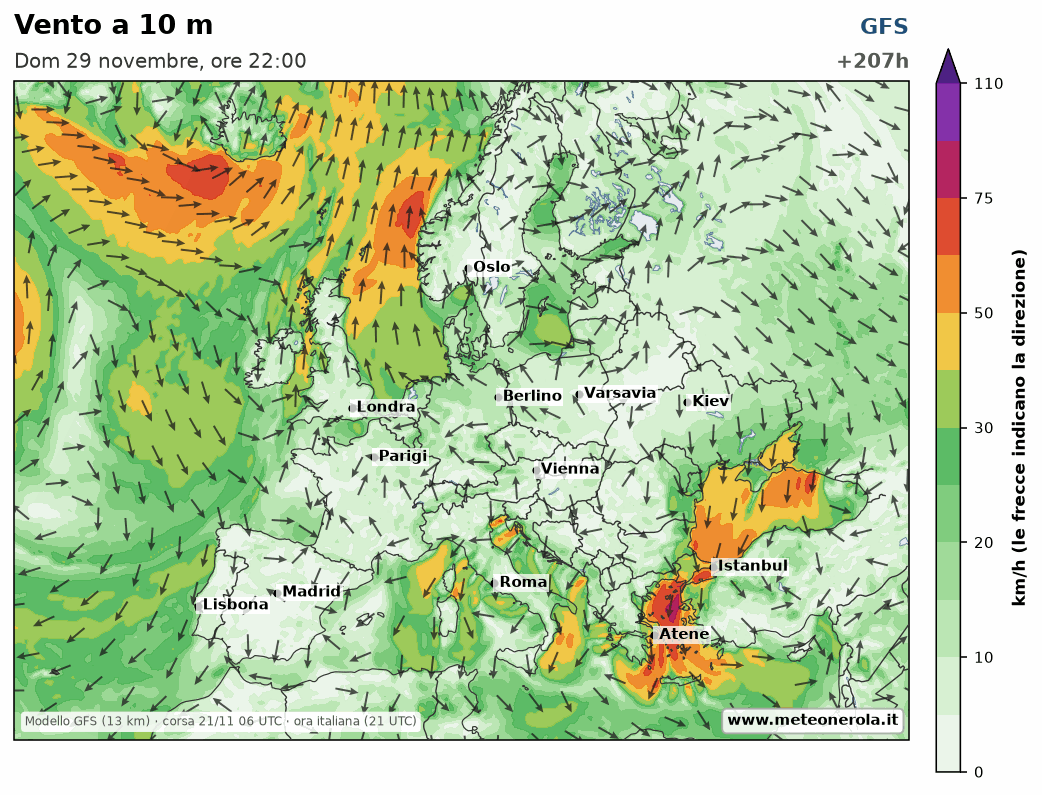 Vento a 10 m
GFS
Dom 29 novembre, ore 22:00
+207h
110
75
50
30
20
10
0
km/h (le frecce indicano la direzione)
Oslo
Londra
Berlino
Varsavia
Kiev
Parigi
Vienna
Istanbul
Roma
Madrid
Lisbona
Atene
Modello GFS (13 km) · corsa 21/11 06 UTC · ora italiana (21 UTC)
www.meteonerola.it